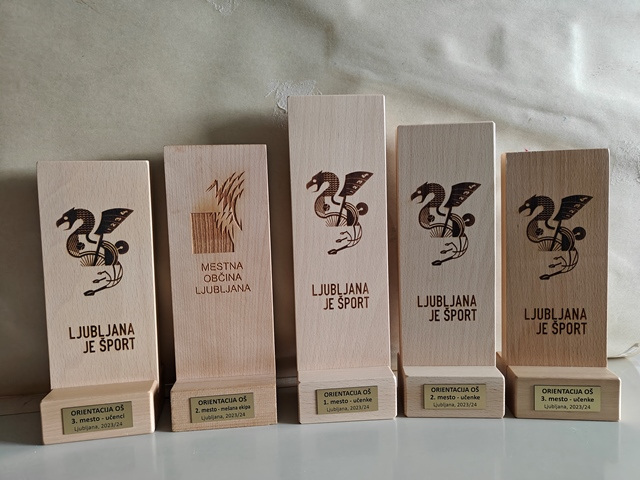 LJUBLJANA
JE ŠPORT
ORIENTACIJA OŠ
3. mesto - učenci
Ljubljana, 2023/24
MESTNA
OBČINA
LJUBLJANA
ORIENTACIJA OŠ
2. mesto - mešana ekipa
Ljubljana, 2023/24
LJUBLJANA
JE ŠPORT
ORIENTACIJA OŠ
1. mesto - učenke
Ljubljana, 2023/24
LJUBLJANA
JE ŠPORT
ORIENTACIJA OŠ
2. mesto - učenke
Ljubljana, 2023/24
LJUBLJANA
JE ŠPORT
ORIENTACIJA OŠ
3. mesto - učenke
Ljubljana, 2023/24